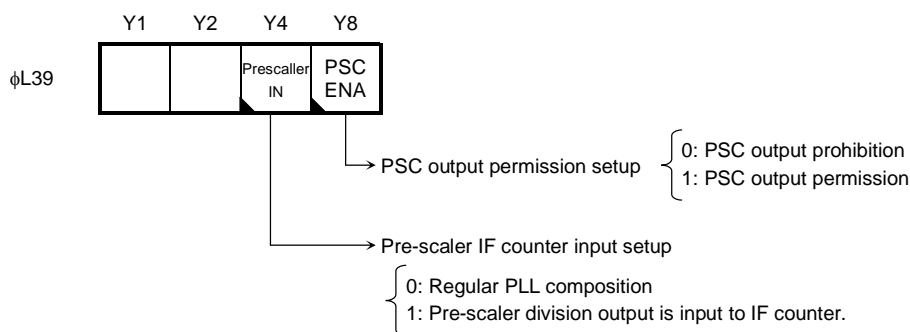 Y1 Y2 Y4 Y8
ϕL39
Prescaller
IN
PSC
ENA
PSC output permission setup
0: PSC output prohibition
1: PSC output permission
Pre-scaler IF counter input setup
0: Regular PLL composition
1: Pre-scaler division output is input to IF counter.